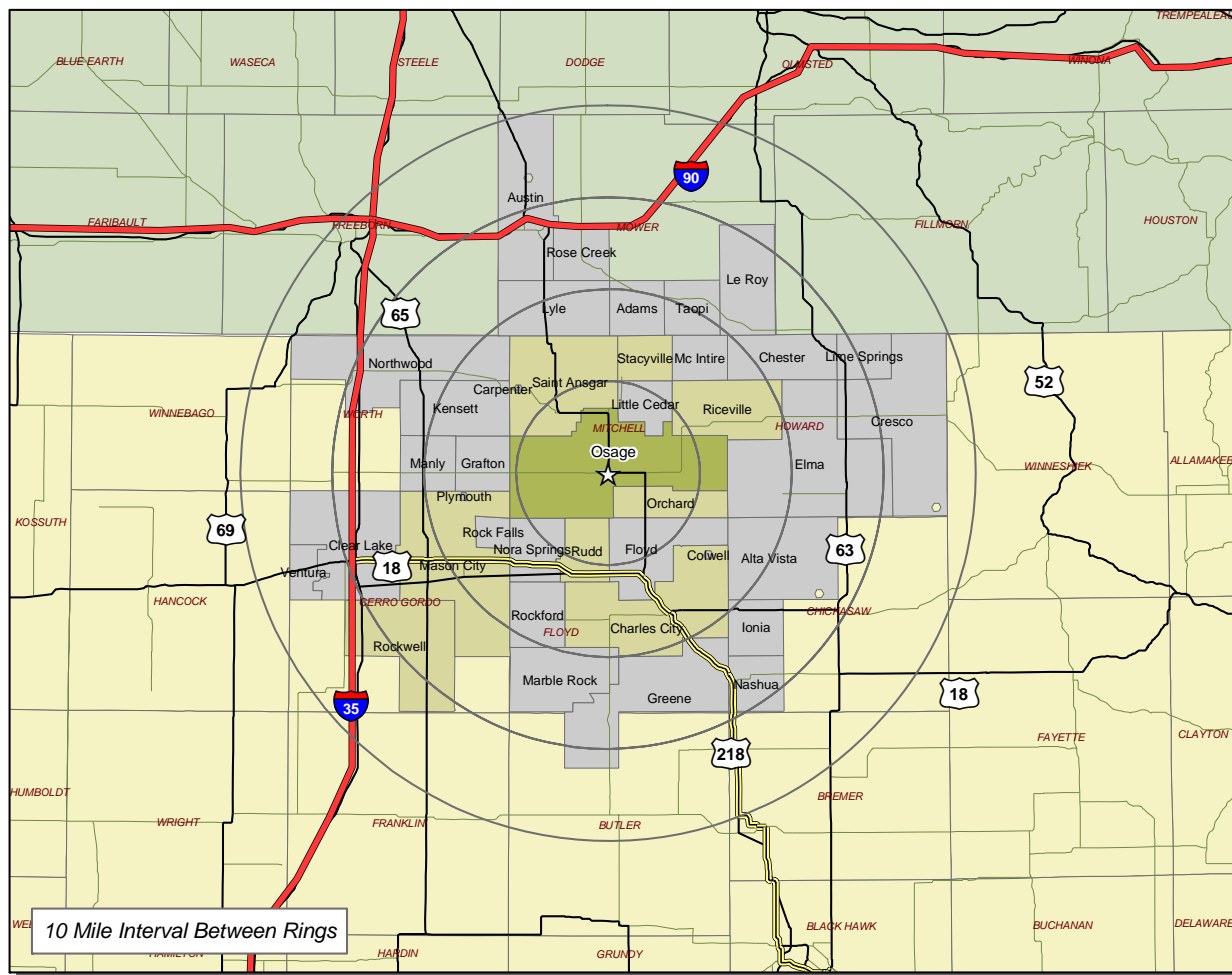 TREMPEALEAU
BLUE EARTH
WASECA
STEELE
DODGE
OLMSTED
WINONA
90
Austin
FARIBAULT
FREEBORN
MOWER
FILLMORN
HOUSTON
Rose Creek
Le Roy
65
Lyle
Adams
Taopi
Northwood
Stacyville
Mc Intire
Chester
Lime Springs
Carpenter
Saint Ansgar
52
WINNEBAGO
WORTH
Kensett
Little Cedar
Riceville
MITCHELL
HOWARD
Cresco
Osage
Manly
Grafton
Elma
WINNESHIEK
ALLAMAKEE
Plymouth
Orchard
KOSSUTH
69
Rock Falls
Clear Lake
Nora Springs
Rudd
Floyd
Colwell
Alta Vista
63
Ventura
18
Mason City
HANCOCK
CERRO GORDO
CHICKASAW
Rockford
FLOYD
Charles City
Ionia
Rockwell
Marble Rock
Greene
Nashua
18
35
FAYETTE
CLAYTON
218
HUMBOLDT
BREMER
WRIGHT
FRANKLIN
BUTLER
10 Mile Interval Between Rings
BLACK HAWK
BUCHANAN
DELAWARE
HAMILTON
HARDIN
GRUNDY